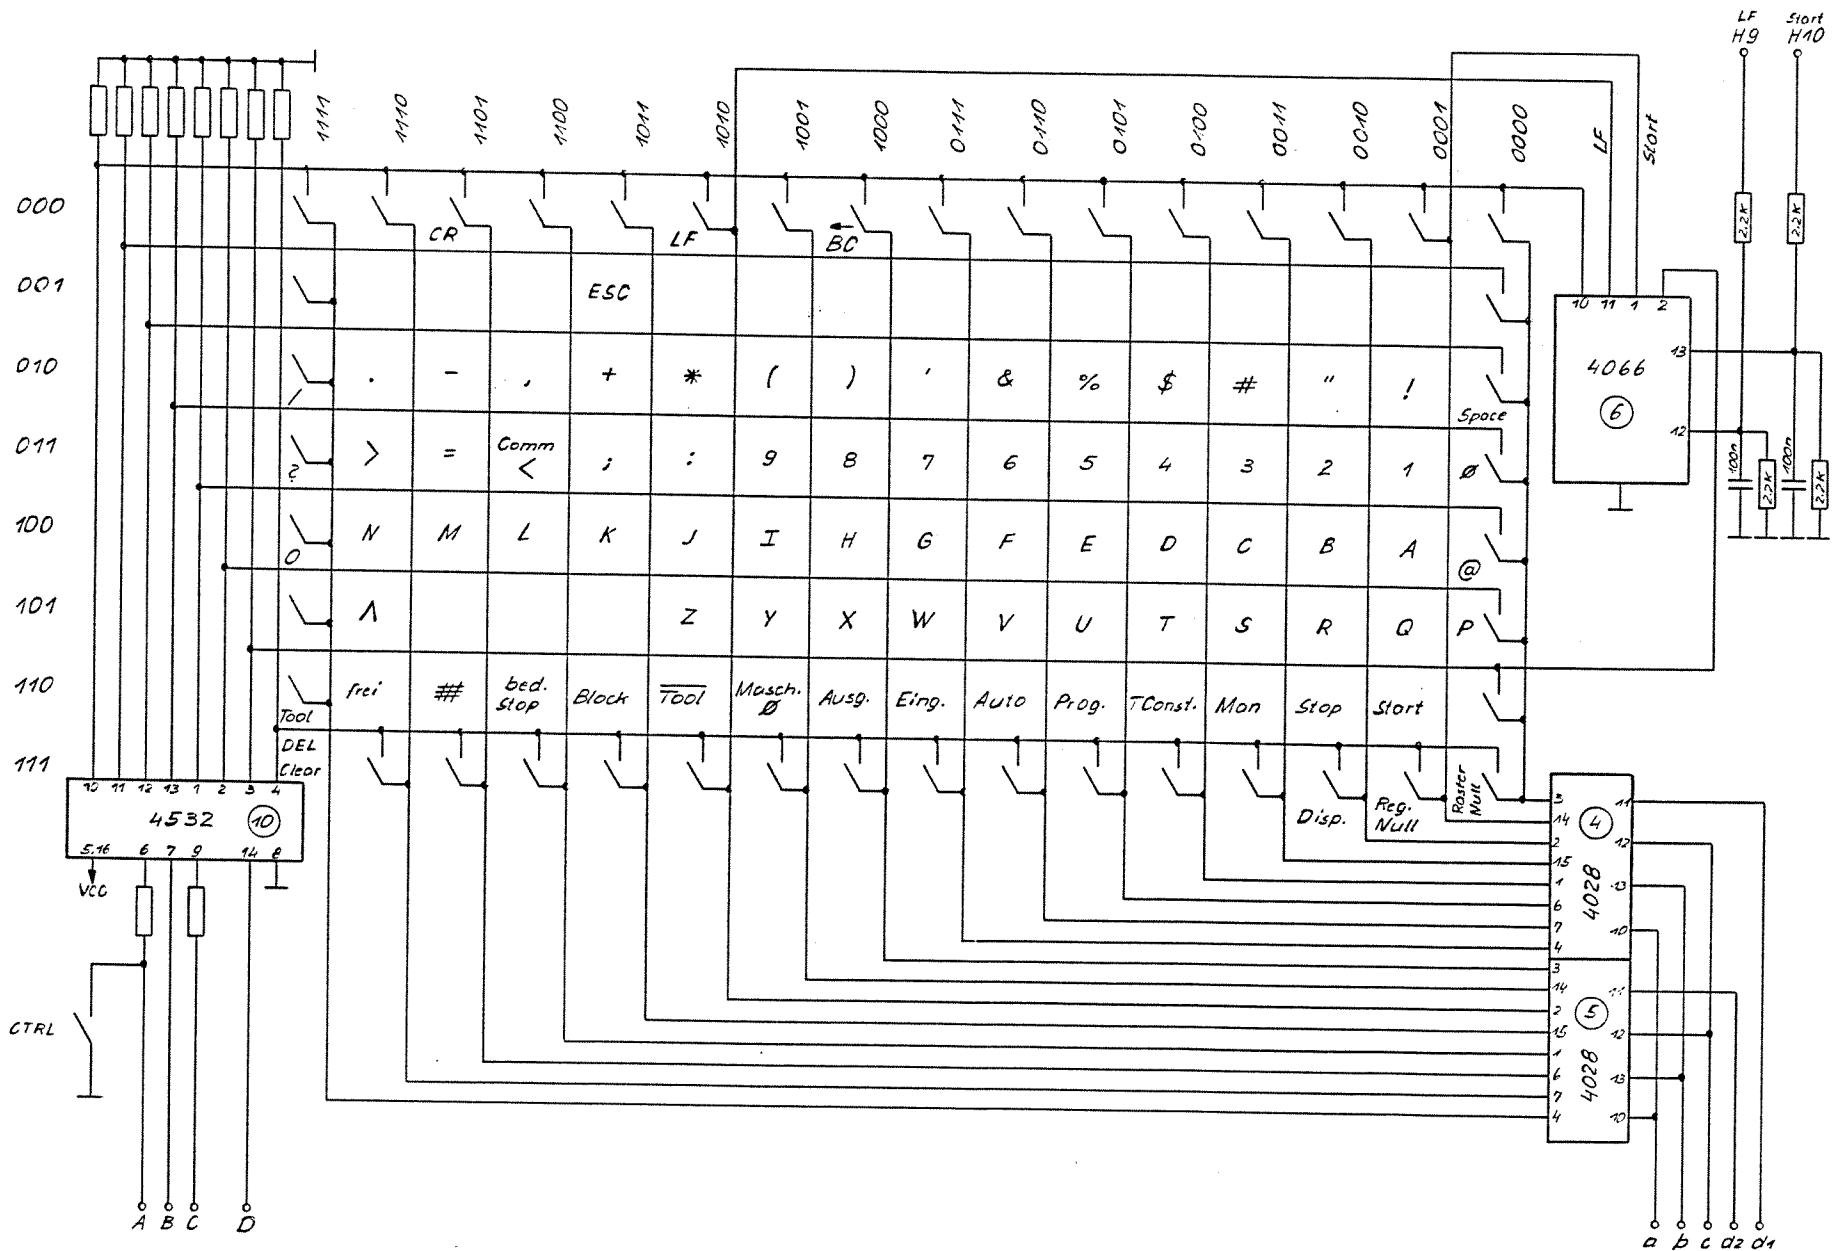 LF Start
H9 H10
1111 1110 1101 1100 1011 1010 1001 1000 0111 0110 0101 0100 0011 0010 0001 0000 LF Start
2.2K 2.2K
000
CR LF BC
001 ESC
10 11 1 2
010 / . - , + * ( ) ' & % $ # " ! Space
4066
6
13
12
011 ? > = Comm < ; : 9 8 7 6 5 4 3 2 1 Ø
100n 2.2K 100n 2.2K
100 O N M L K J I H G F E D C B A @
101 Λ Z Y X W V U T S R Q P
110 Tool frei # bed. Stop Block Tool Masch. Ø Ausg. Eing. Auto Prog. TConst. Man Stop Start
DEL
111 Clear
Disp. Reg. Null Raster Null
10 11 12 13 1 2 3 4
4532 10
5.16 6 7 9 14 8
VCC
3 11
14 4
2 12
15
1 13
6 4028
7 10
4
3
14 11
2 5
15 12
1
6 4028 13
7
4 10
CTRL
A B C D
a b c d2 d1